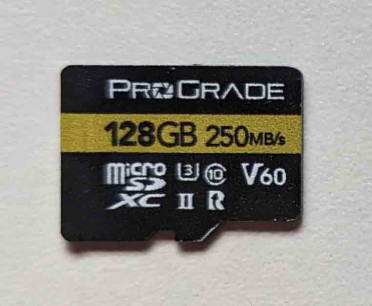 PROGRADE
128GB 250MB/s
micro SD XC U3 10 V60
II R